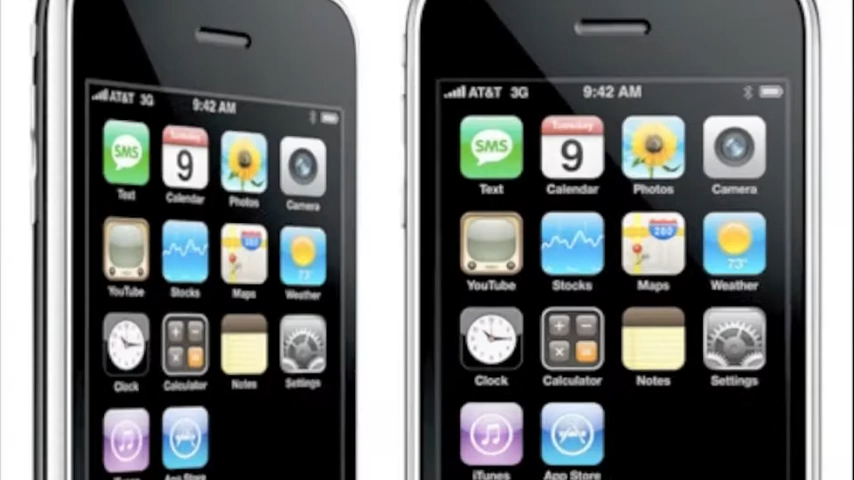 AT&T 3G 9:42 AM
SMS Tuesday 9
Text Calendar Photos Camera
280 73°
YouTube Stocks Maps Weather
Clock Calculator Notes Settings
App Store
AT&T 3G 9:42 AM
SMS Tuesday 9
Text Calendar Photos Camera
280 73°
YouTube Stocks Maps Weather
Clock Calculator Notes Settings
iTunes App Store